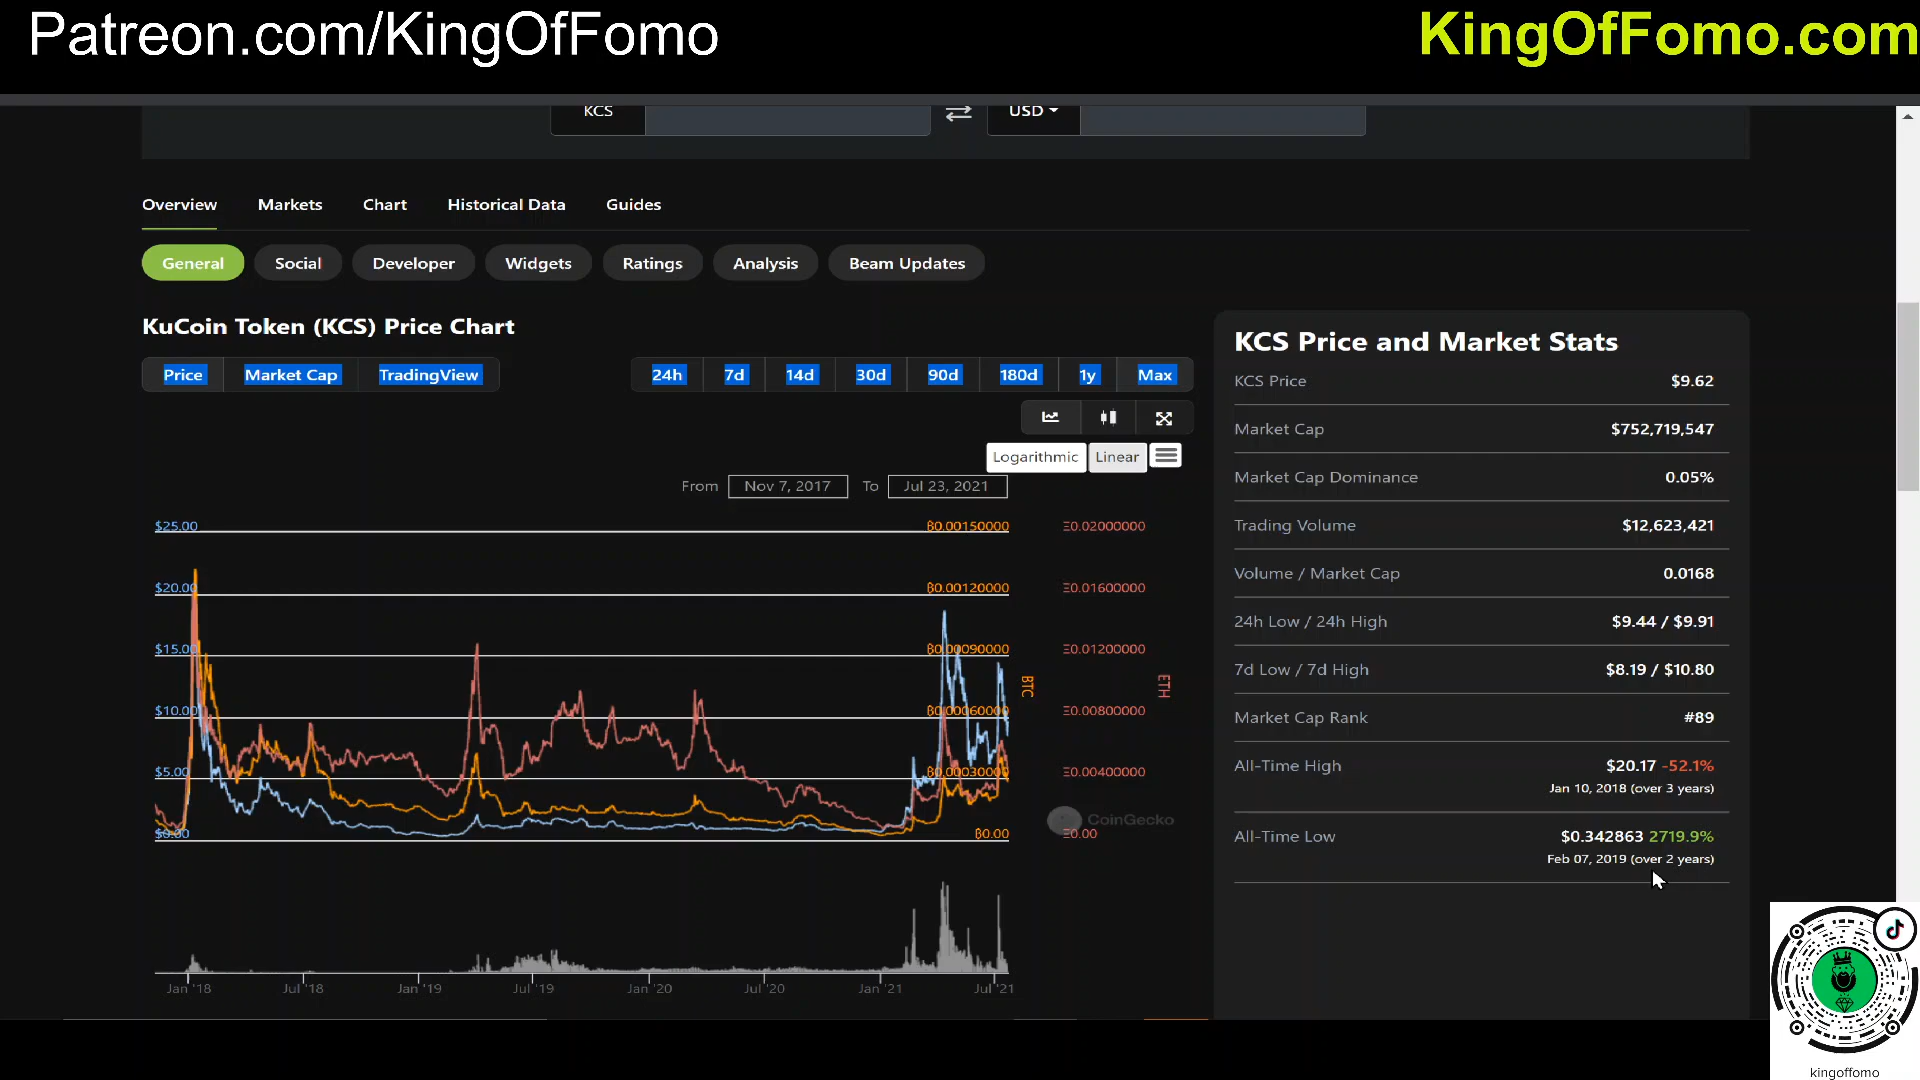 Patreon.com/KingOfFomo
KingOfFomo.com
KCS
USD
Overview Markets Chart Historical Data Guides
General Social Developer Widgets Ratings Analysis Beam Updates
KuCoin Token (KCS) Price Chart
Price Market Cap TradingView
24h 7d 14d 30d 90d 180d 1y Max
Logarithmic Linear
From Nov 7, 2017 To Jul 23, 2021
$25.00 ₿0.00150000 Ξ0.02000000
$20.00 ₿0.00120000 Ξ0.01600000
$15.00 ₿0.00090000 Ξ0.01200000
BTC
ETH
$10.00 ₿0.00060000 Ξ0.00800000
$5.00 ₿0.00030000 Ξ0.00400000
CoinGecko
$0.00 ₿0.00 Ξ0.00
Jan '18 Jul '18 Jan '19 Jul '19 Jan '20 Jul '20 Jan '21 Jul '21
KCS Price and Market Stats
KCS Price $9.62
Market Cap $752,719,547
Market Cap Dominance 0.05%
Trading Volume $12,623,421
Volume / Market Cap 0.0168
24h Low / 24h High $9.44 / $9.91
7d Low / 7d High $8.19 / $10.80
Market Cap Rank #89
All-Time High $20.17 -52.1%
Jan 10, 2018 (over 3 years)
All-Time Low $0.342863 2719.9%
Feb 07, 2019 (over 2 years)
kingoffomo